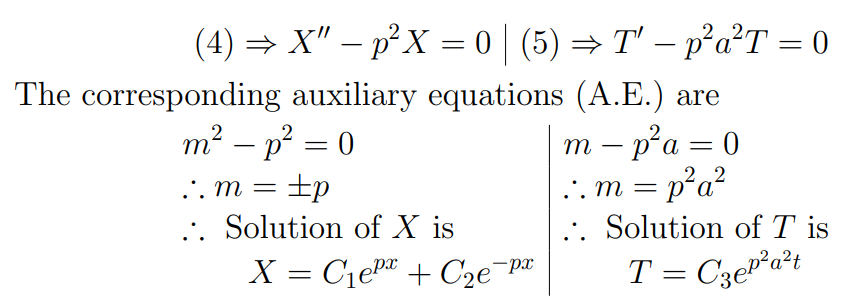 (4) ⇒ X″ − p²X = 0 | (5) ⇒ T′ − p²a²T = 0
The corresponding auxiliary equations (A.E.) are
m² − p² = 0
∴ m = ±p
∴ Solution of X is
X = C₁e^{px} + C₂e^{−px}
m − p²a = 0
∴ m = p²a²
∴ Solution of T is
T = C₃e^{p²a²t}